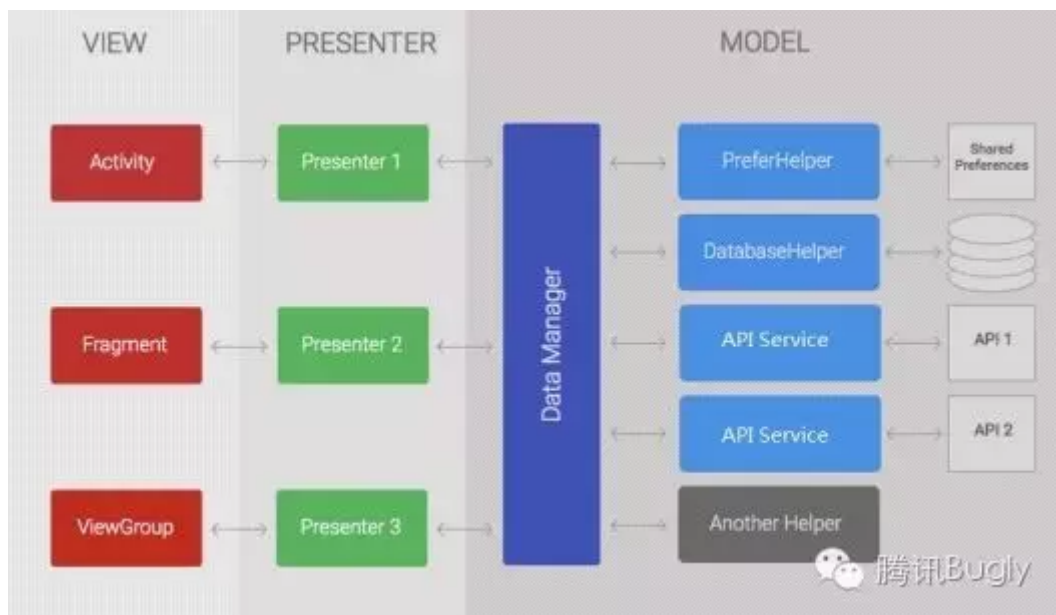 VIEW
PRESENTER
MODEL
Activity
Presenter 1
PreferHelper
Shared
Preferences
DatabaseHelper
Fragment
Presenter 2
Data Manager
API Service
API 1
API Service
API 2
ViewGroup
Presenter 3
Another Helper
腾讯Bugly